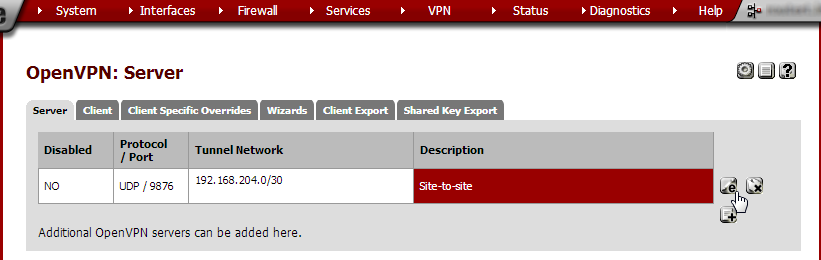 System Interfaces Firewall Services VPN Status Diagnostics Help
OpenVPN: Server
?
Server Client Client Specific Overrides Wizards Client Export Shared Key Export
Disabled Protocol / Port Tunnel Network Description
NO UDP / 9876 192.168.204.0/30 Site-to-site
e
Additional OpenVPN servers can be added here.